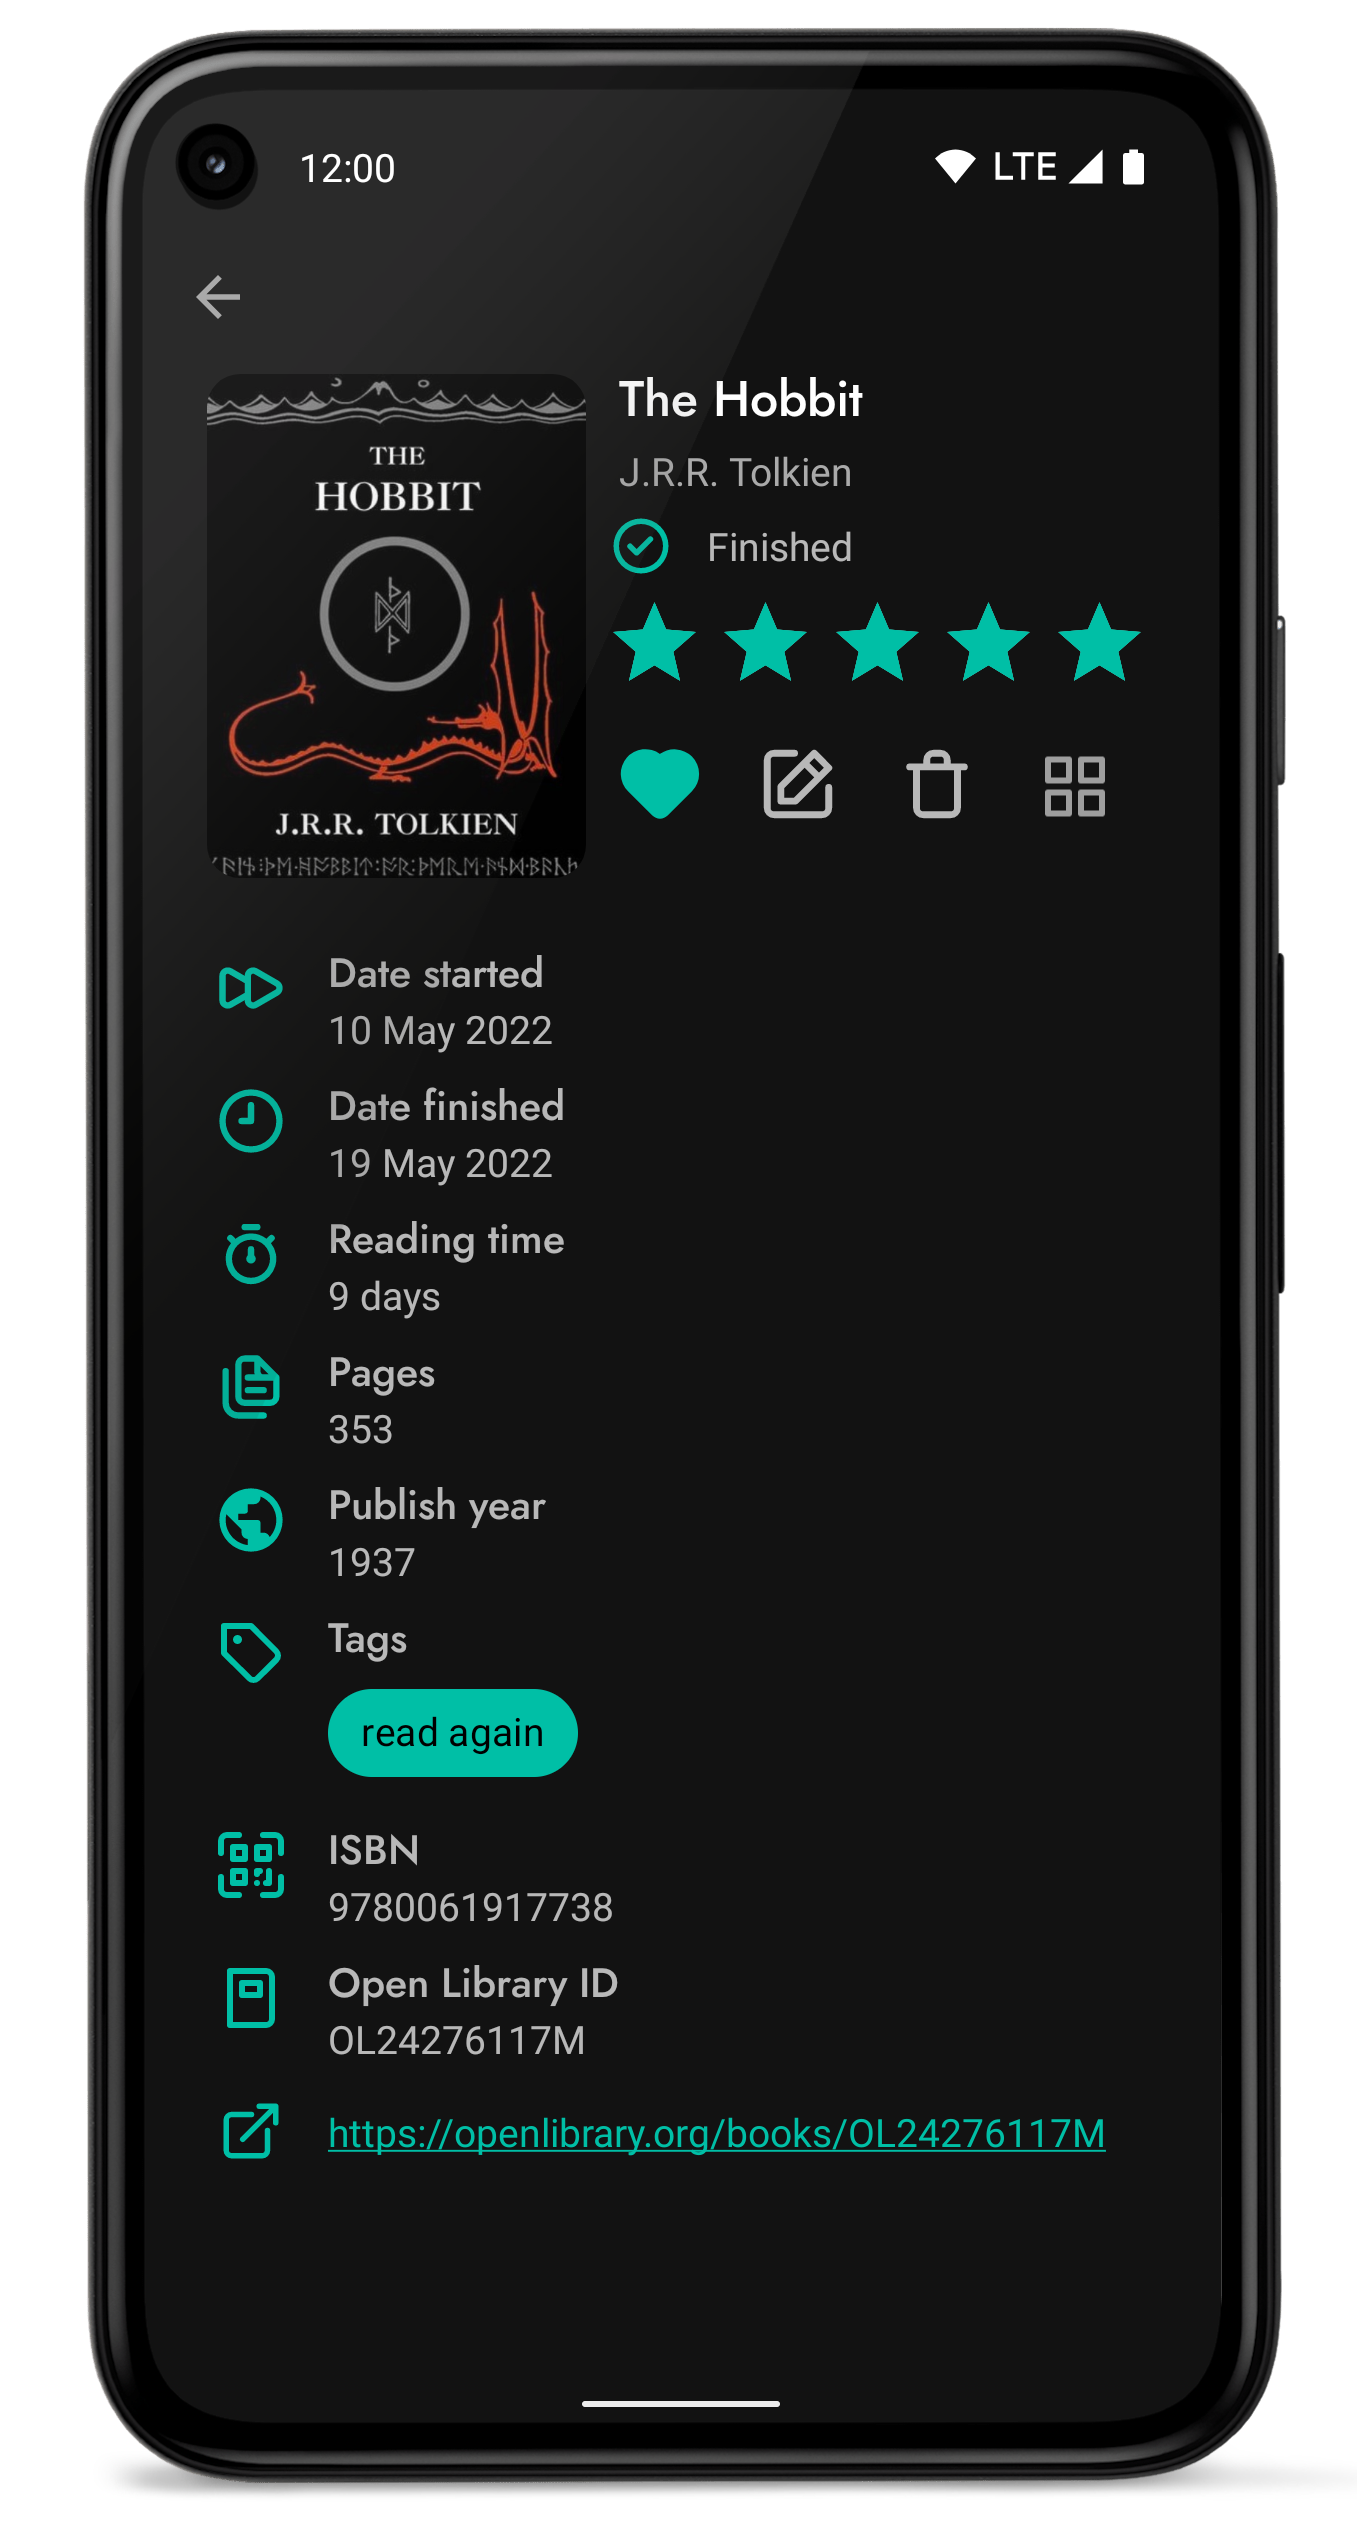 12:00
LTE
The Hobbit
J.R.R. Tolkien
Finished
THE
HOBBIT
J.R.R. TOLKIEN
Date started
10 May 2022
Date finished
19 May 2022
Reading time
9 days
Pages
353
Publish year
1937
Tags
read again
ISBN
9780061917738
Open Library ID
OL24276117M
https://openlibrary.org/books/OL24276117M